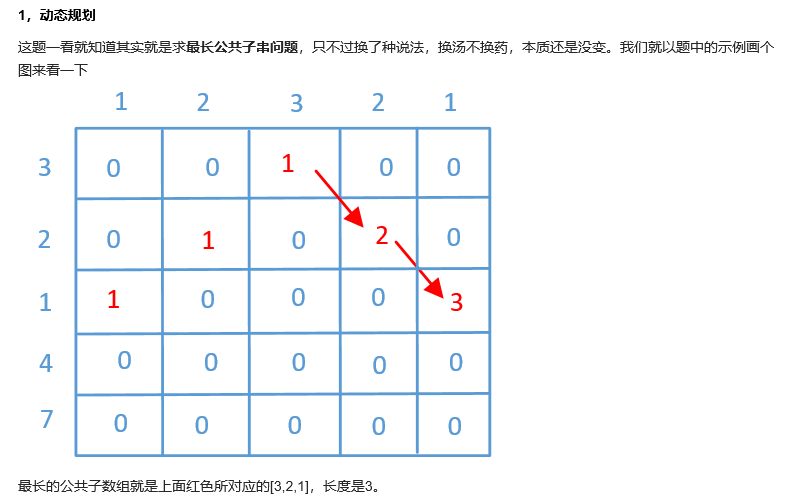 1，动态规划
这题一看就知道其实就是求最长公共子串问题，只不过换了种说法，换汤不换药，本质还是没变。我们就以题中的示例画个
图来看一下
1 2 3 2 1
3 0 0 1 0 0
2 0 1 0 2 0
1 1 0 0 0 3
4 0 0 0 0 0
7 0 0 0 0 0
最长的公共子数组就是上面红色所对应的[3,2,1]，长度是3。